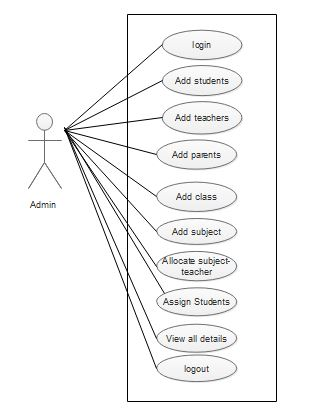 login
Add students
Add teachers
Add parents
Admin
Add class
Add subject
Allocate subject-
teacher
Assign Students
View all details
logout